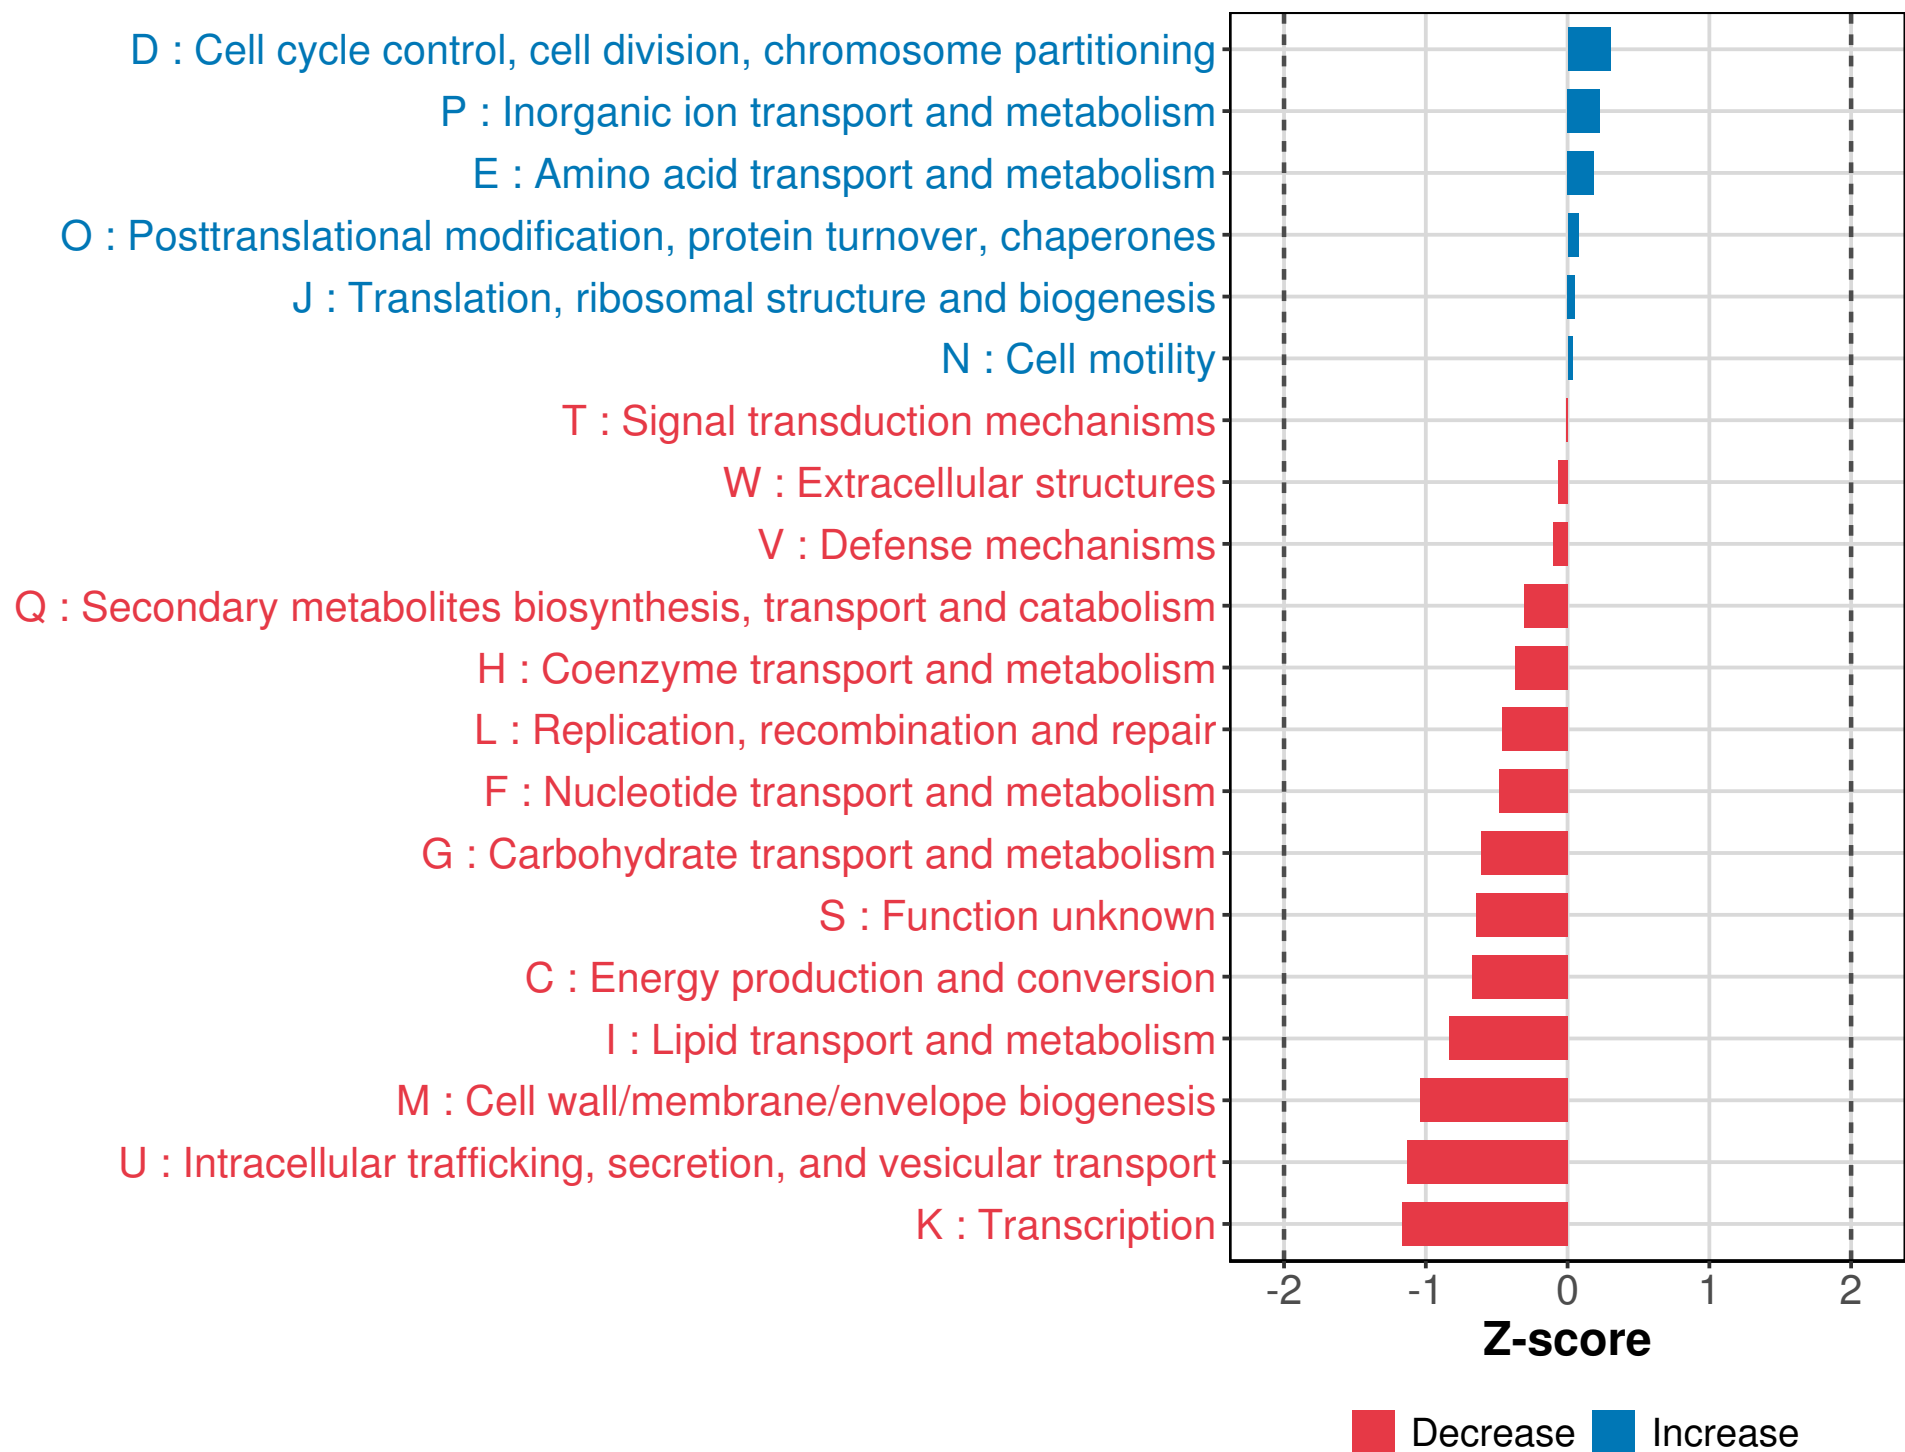 D : Cell cycle control, cell division, chromosome partitioning
P : Inorganic ion transport and metabolism
E : Amino acid transport and metabolism
O : Posttranslational modification, protein turnover, chaperones
J : Translation, ribosomal structure and biogenesis
N : Cell motility
T : Signal transduction mechanisms
W : Extracellular structures
V : Defense mechanisms
Q : Secondary metabolites biosynthesis, transport and catabolism
H : Coenzyme transport and metabolism
L : Replication, recombination and repair
F : Nucleotide transport and metabolism
G : Carbohydrate transport and metabolism
S : Function unknown
C : Energy production and conversion
I : Lipid transport and metabolism
M : Cell wall/membrane/envelope biogenesis
U : Intracellular trafficking, secretion, and vesicular transport
K : Transcription
-2 -1 0 1 2
Z-score
Decrease Increase